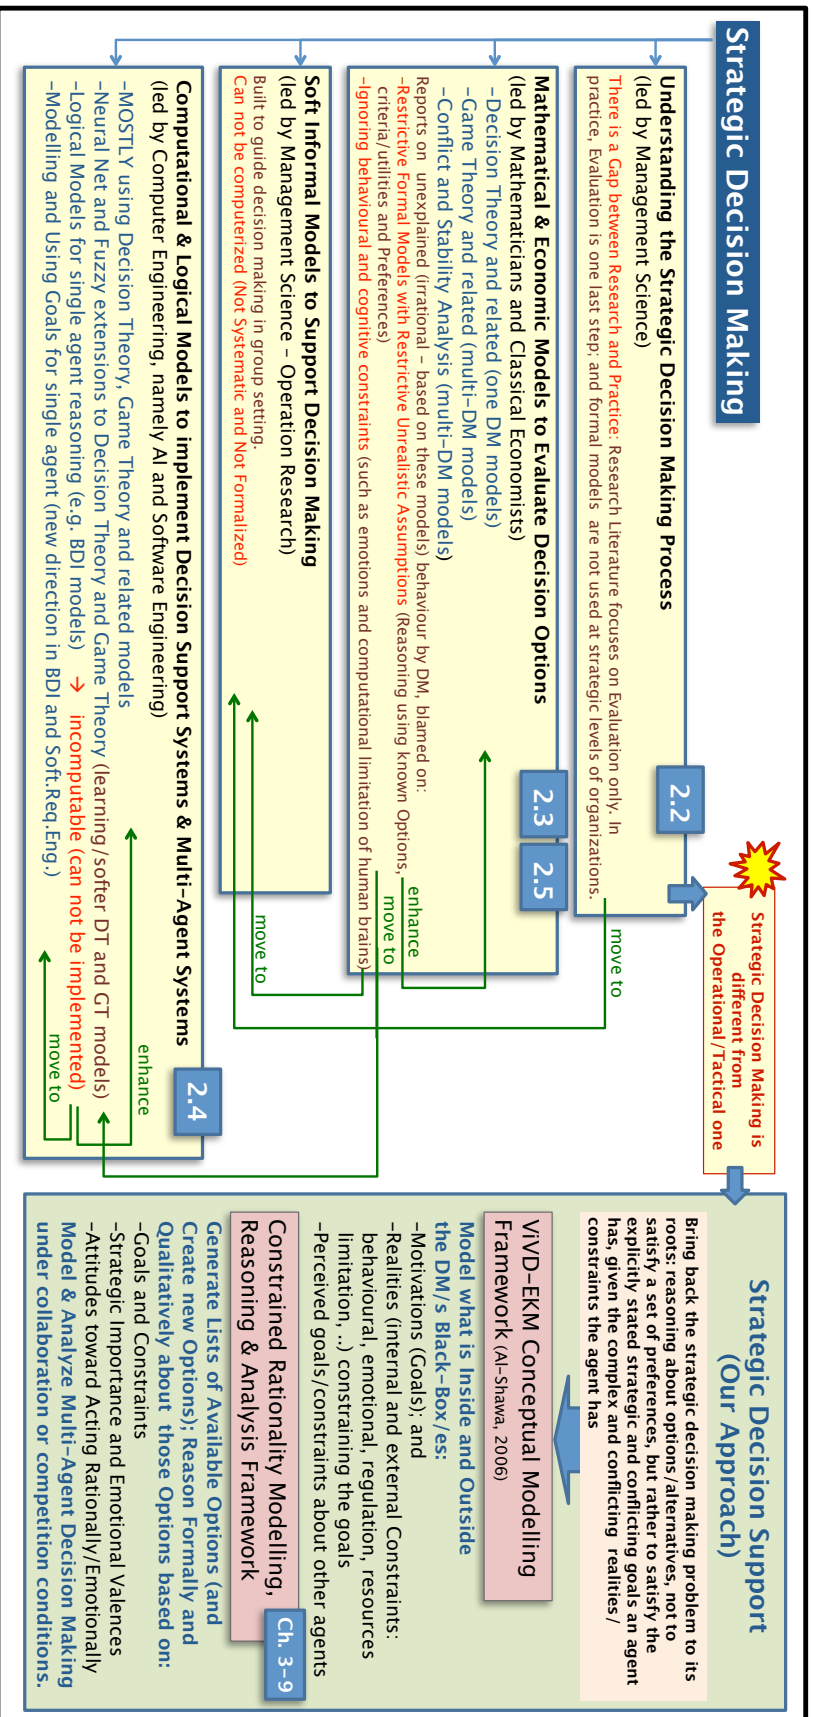 Strategic Decision Making
Understanding the Strategic Decision Making Process
(led by Management Science)
There is a Gap between Research and Practice: Research Literature focuses on Evaluation only. In
practice, Evaluation is one last step; and formal models are not used at strategic levels of organizations.
2.2
move to
Mathematical & Economic Models to Evaluate Decision Options
(led by Mathematicians and Classical Economists)
-Decision Theory and related (one DM models)
-Game Theory and related (multi-DM models)
-Conflict and Stability Analysis (multi-DM models)
Reports on unexplained (irrational - based on these models) behaviour by DM, blamed on:
-Restrictive Formal Models with Restrictive Unrealistic Assumptions (Reasoning using known Options,
criteria/utilities and Preferences)
-Ignoring behavioural and cognitive constraints (such as emotions and computational limitation of human brains)
2.3
2.5
enhance
move to
Soft Informal Models to Support Decision Making
(led by Management Science - Operation Research)
Built to guide decision making in group setting.
Can not be computerized (Not Systematic and Not Formalized)
move to
Computational & Logical Models to implement Decision Support Systems & Multi-Agent Systems
(led by Computer Engineering, namely AI and Software Engineering)
-MOSTLY using Decision Theory, Game Theory and related models
-Neural Net and Fuzzy extensions to Decision Theory and Game Theory (learning/softer DT and GT models)
-Logical Models for single agent reasoning (e.g. BDI models) → incomputable (can not be implemented)
-Modelling and Using Goals for single agent (new direction in BDI and Soft.Req.Eng.)
2.4
enhance
move to
Strategic Decision Making is
different from
the Operational/Tactical one
Strategic Decision Support
(Our Approach)
Bring back the strategic decision making problem to its
roots: reasoning about options/alternatives, not to
satisfy a set of preferences, but rather to satisfy the
explicitly stated strategic and conflicting goals an agent
has, given the complex and conflicting realities/
constraints the agent has
ViVD-EKM Conceptual Modelling
Framework (Al-Shawa, 2006)
Model what is Inside and Outside
the DM/s Black-Box/es:
-Motivations (Goals); and
-Realities (internal and external Constraints:
behavioural, emotional, regulation, resources
limitation, ..) constraining the goals
-Perceived goals/constraints about other agents
Constrained Rationality Modelling,
Reasoning & Analysis Framework
Ch. 3-9
Generate Lists of Available Options (and
Create new Options); Reason Formally and
Qualitatively about those Options based on:
-Goals and Constraints
-Strategic Importance and Emotional Valences
-Attitudes toward Acting Rationally/Emotionally
Model & Analyze Multi-Agent Decision Making
under collaboration or competition conditions.